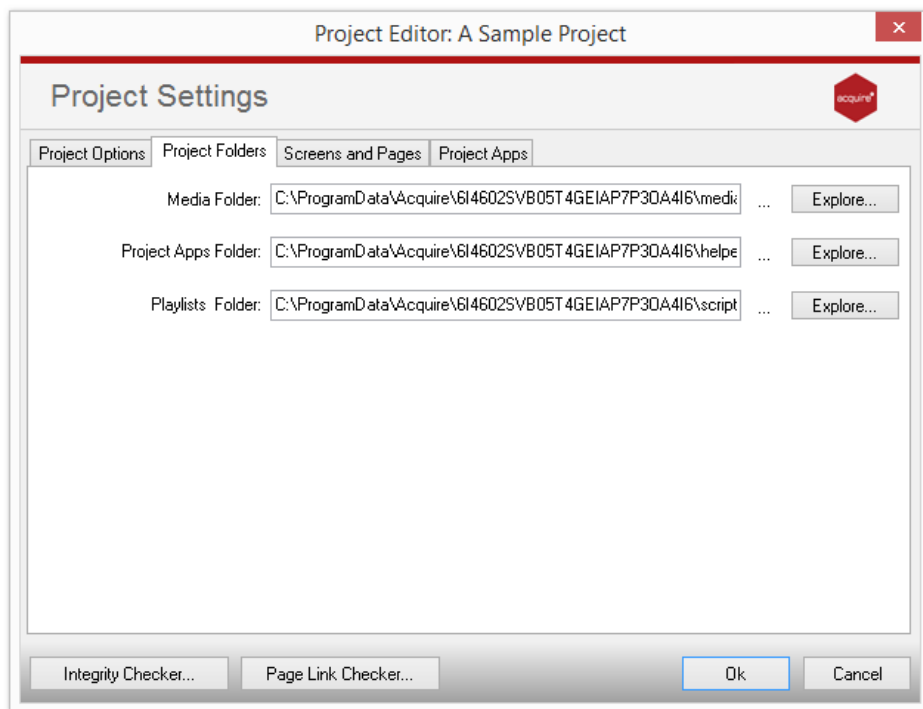 Project Editor: A Sample Project
Project Settings
acquire
Project Options Project Folders Screens and Pages Project Apps
Media Folder: C:\ProgramData\Acquire\6I4602SVB05T4GEIAP7P3OA4I6\media ... Explore...
Project Apps Folder: C:\ProgramData\Acquire\6I4602SVB05T4GEIAP7P3OA4I6\helpe ... Explore...
Playlists Folder: C:\ProgramData\Acquire\6I4602SVB05T4GEIAP7P3OA4I6\script ... Explore...
Integrity Checker... Page Link Checker... Ok Cancel